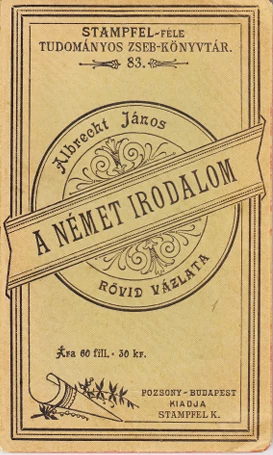 STAMPFEL-FÉLE
TUDOMÁNYOS ZSEB-KÖNYVTÁR.
83.
Albrecht János
A NÉMET IRODALOM
RÖVID VÁZLATA
Ára 60 fill. - 30 kr.
POZSONY-BUDAPEST
KIADJA
STAMPFEL K.